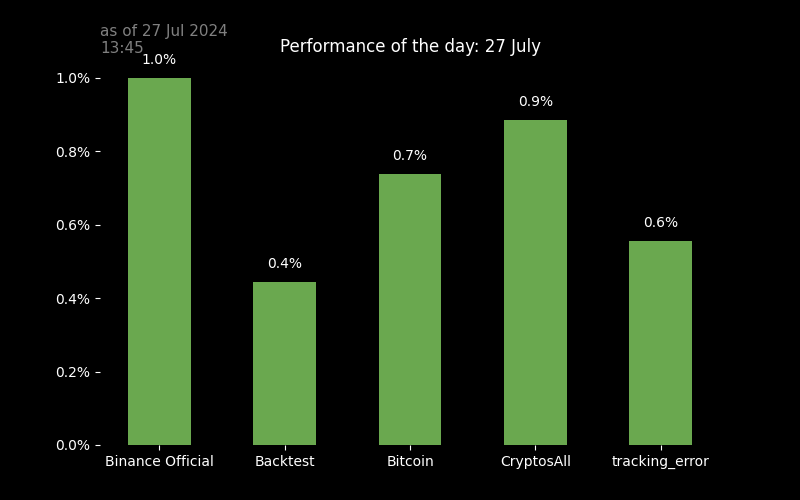 as of 27 Jul 2024
13:45
Performance of the day: 27 July
1.0%
0.4%
0.7%
0.9%
0.6%
1.0%
0.8%
0.6%
0.4%
0.2%
0.0%
Binance Official
Backtest
Bitcoin
CryptosAll
tracking_error